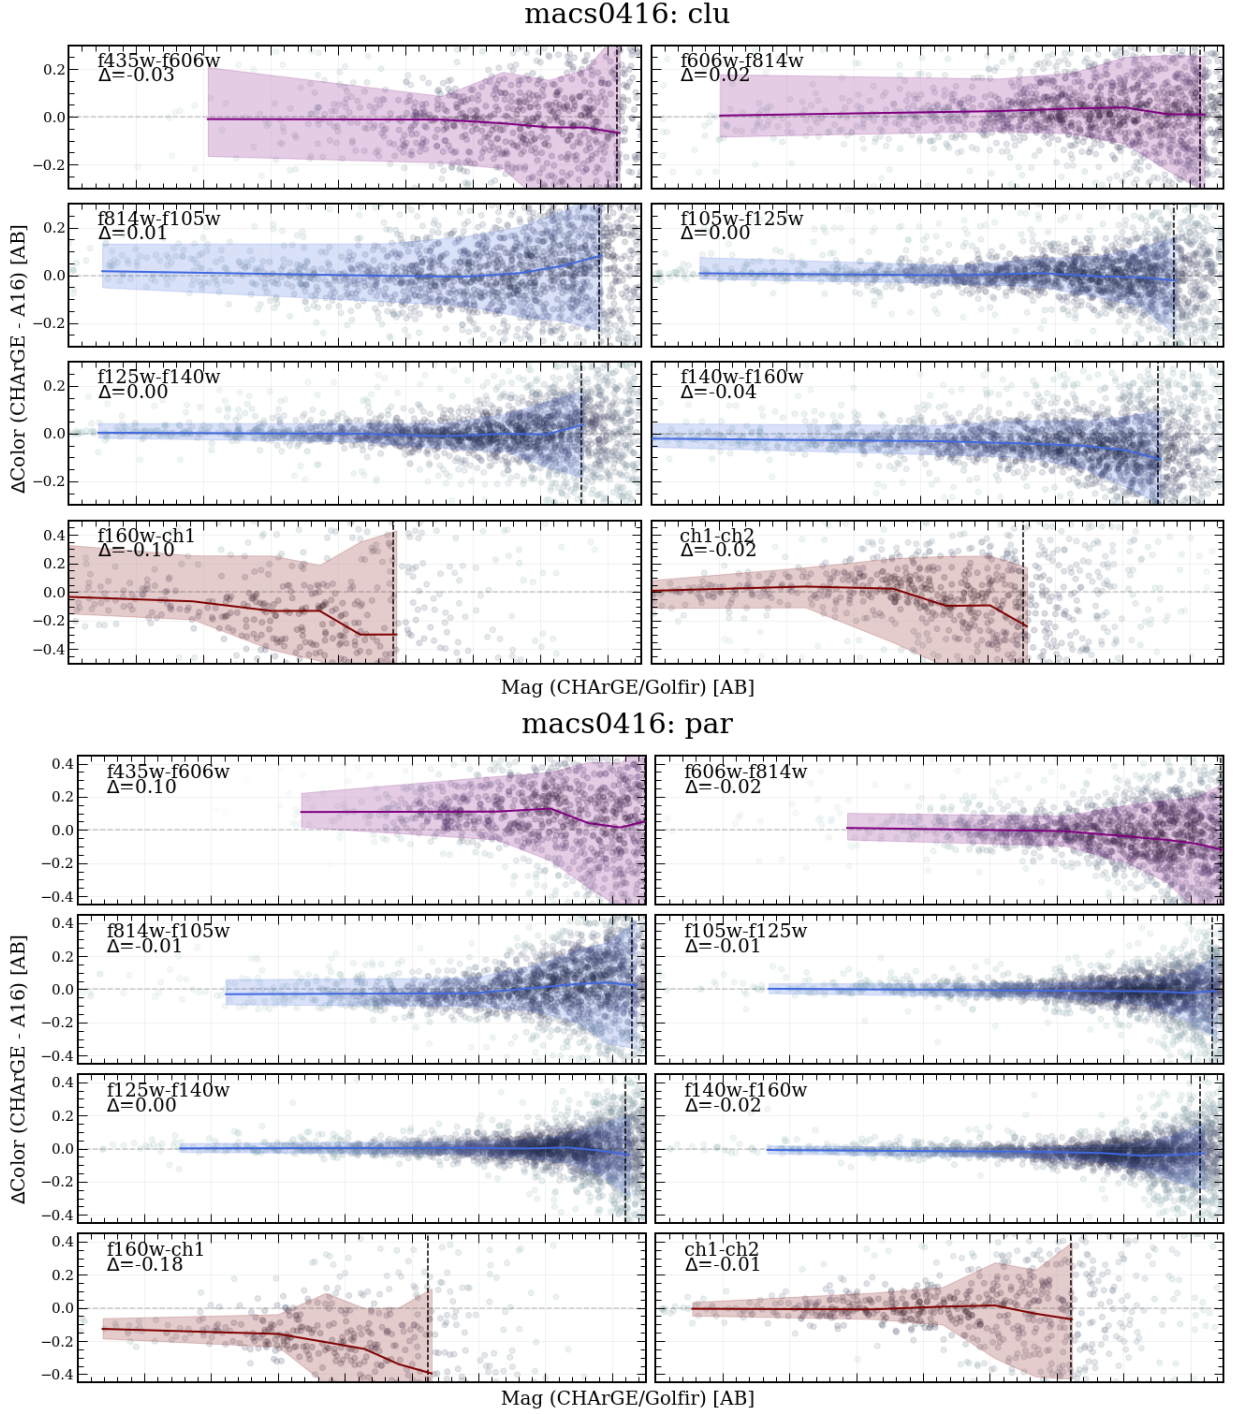 macs0416: clu
f435w-f606w
Δ=-0.03
0.2
0.0
−0.2
f606w-f814w
Δ=0.02
f814w-f105w
Δ=0.01
0.2
0.0
−0.2
f105w-f125w
Δ=0.00
f125w-f140w
Δ=0.00
0.2
0.0
−0.2
f140w-f160w
Δ=-0.04
f160w-ch1
Δ=-0.10
0.4
0.2
0.0
−0.2
−0.4
ch1-ch2
Δ=-0.02
ΔColor (CHArGE - A16) [AB]
Mag (CHArGE/Golfir) [AB]
macs0416: par
f435w-f606w
Δ=0.10
0.4
0.2
0.0
−0.2
−0.4
f606w-f814w
Δ=-0.02
f814w-f105w
Δ=-0.01
0.4
0.2
0.0
−0.2
−0.4
f105w-f125w
Δ=-0.01
f125w-f140w
Δ=0.00
0.4
0.2
0.0
−0.2
−0.4
f140w-f160w
Δ=-0.02
f160w-ch1
Δ=-0.18
0.4
0.2
0.0
−0.2
−0.4
ch1-ch2
Δ=-0.01
ΔColor (CHArGE - A16) [AB]
Mag (CHArGE/Golfir) [AB]